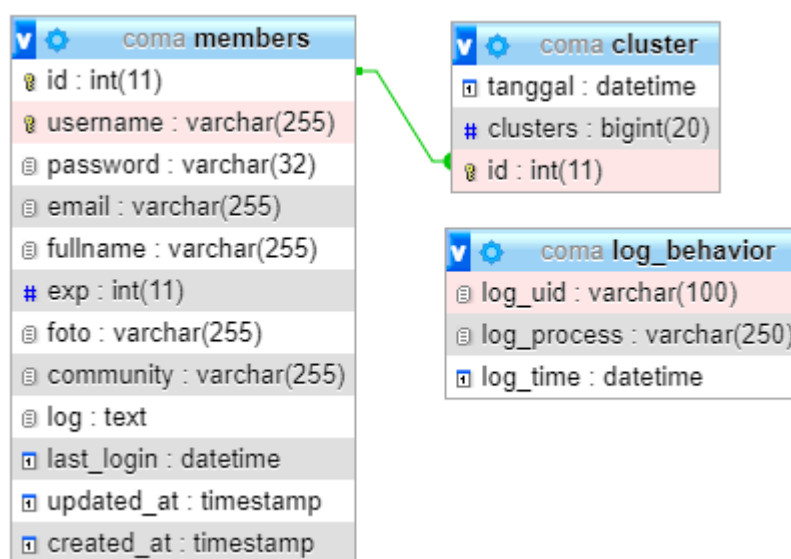 coma members
id : int(11)
username : varchar(255)
password : varchar(32)
email : varchar(255)
fullname : varchar(255)
# exp : int(11)
foto : varchar(255)
community : varchar(255)
log : text
last_login : datetime
updated_at : timestamp
created_at : timestamp
coma cluster
tanggal : datetime
# clusters : bigint(20)
id : int(11)
coma log_behavior
log_uid : varchar(100)
log_process : varchar(250)
log_time : datetime